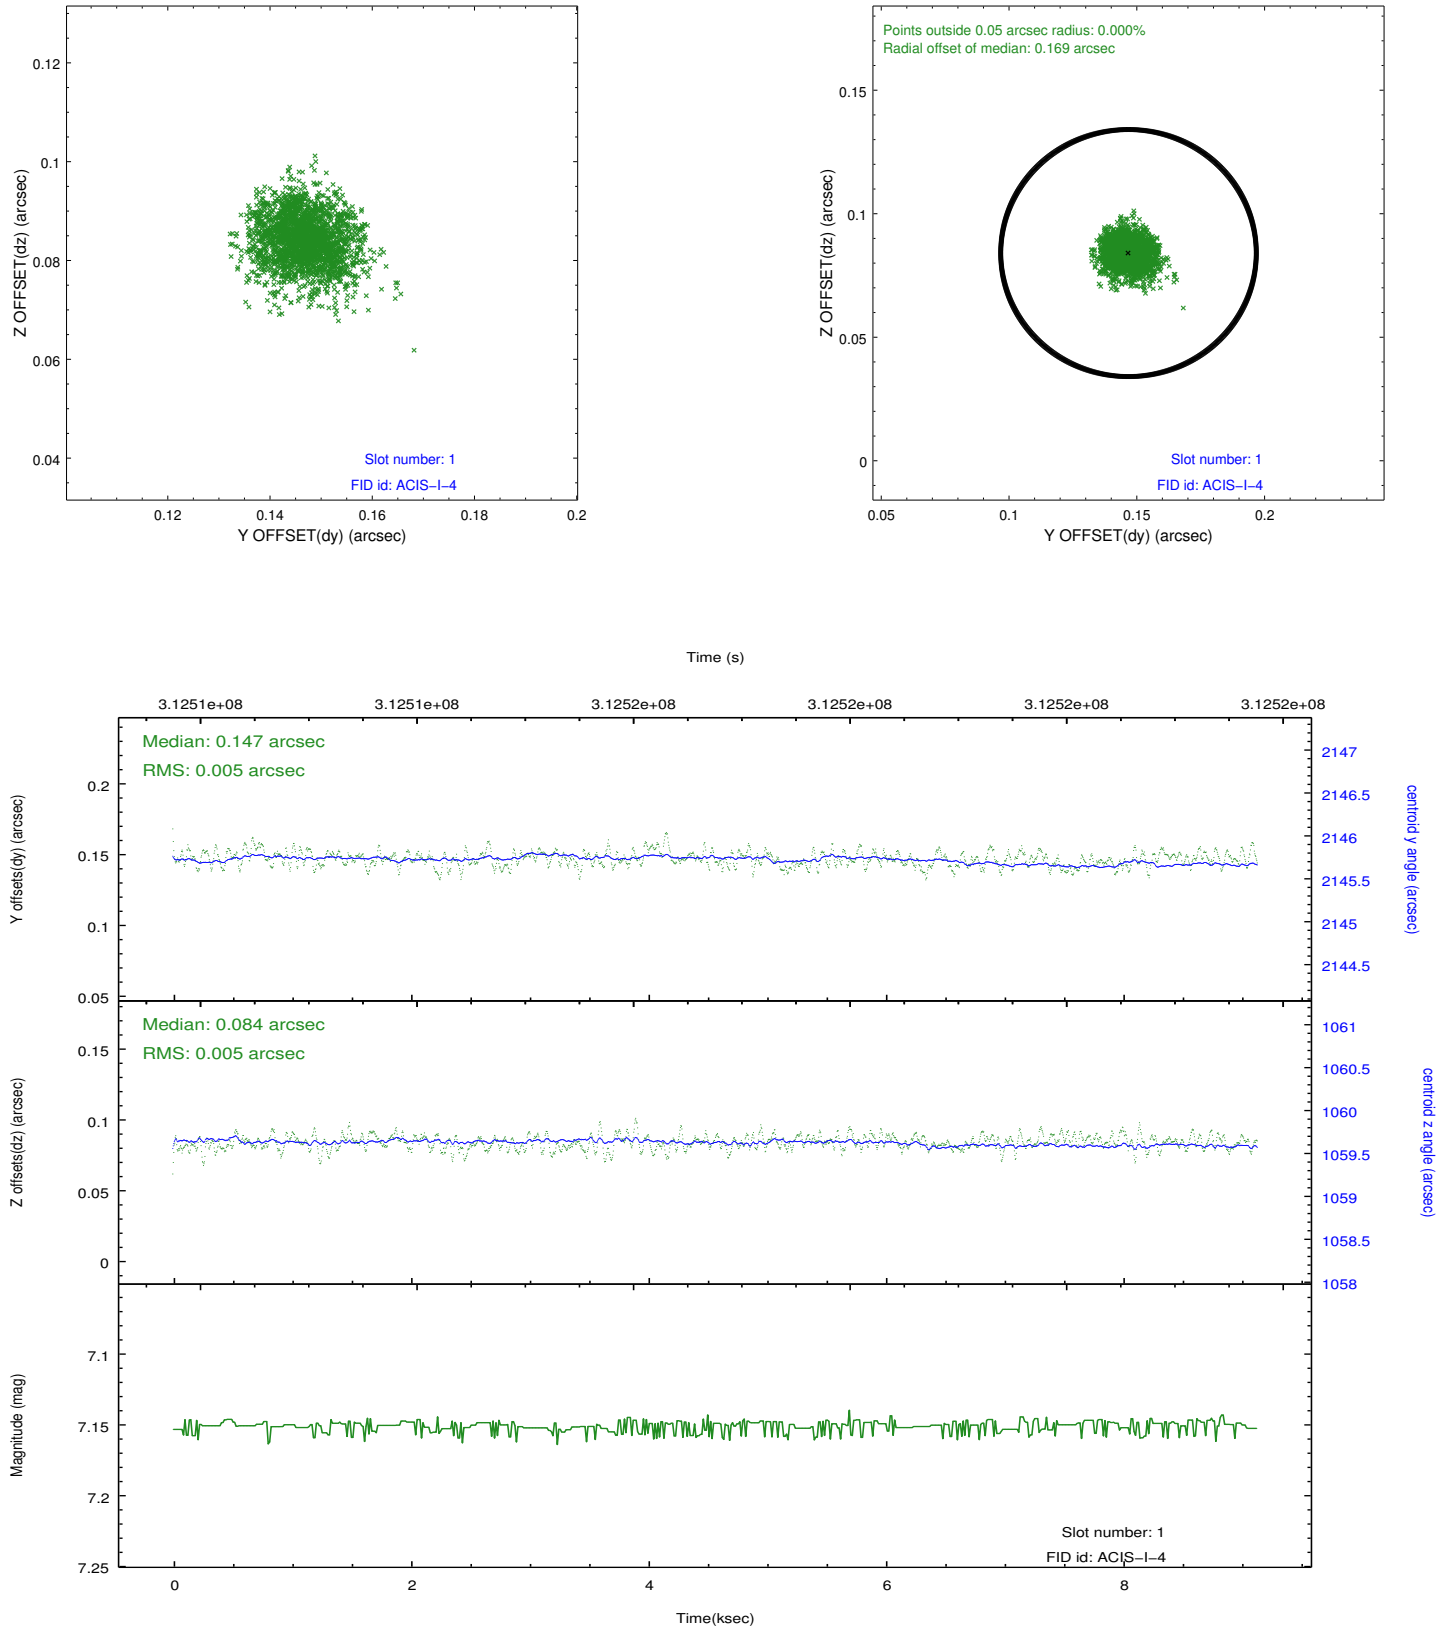 0.12
0.1
0.08
0.06
0.04
Z OFFSET(dz) (arcsec)
Slot number: 1
FID id: ACIS−I−4
0.12 0.14 0.16 0.18 0.2
Y OFFSET(dy) (arcsec)
Points outside 0.05 arcsec radius: 0.000%
Radial offset of median: 0.169 arcsec
0.15
0.1
0.05
0
Z OFFSET(dz) (arcsec)
Slot number: 1
FID id: ACIS−I−4
0.05 0.1 0.15 0.2
Y OFFSET(dy) (arcsec)
Time (s)
3.1251e+08 3.1251e+08 3.1252e+08 3.1252e+08 3.1252e+08 3.1252e+08
Median: 0.147 arcsec
RMS: 0.005 arcsec
0.2
0.15
0.1
0.05
Y offsets(dy) (arcsec)
2147
2146.5
2146
2145.5
2145
2144.5
centroid y angle (arcsec)
Median: 0.084 arcsec
RMS: 0.005 arcsec
0.15
0.1
0.05
0
Z offsets(dz) (arcsec)
1061
1060.5
1060
1059.5
1059
1058.5
1058
centroid z angle (arcsec)
7.1
7.15
7.2
7.25
Magnitude (mag)
Slot number: 1
FID id: ACIS−I−4
0 2 4 6 8
Time(ksec)